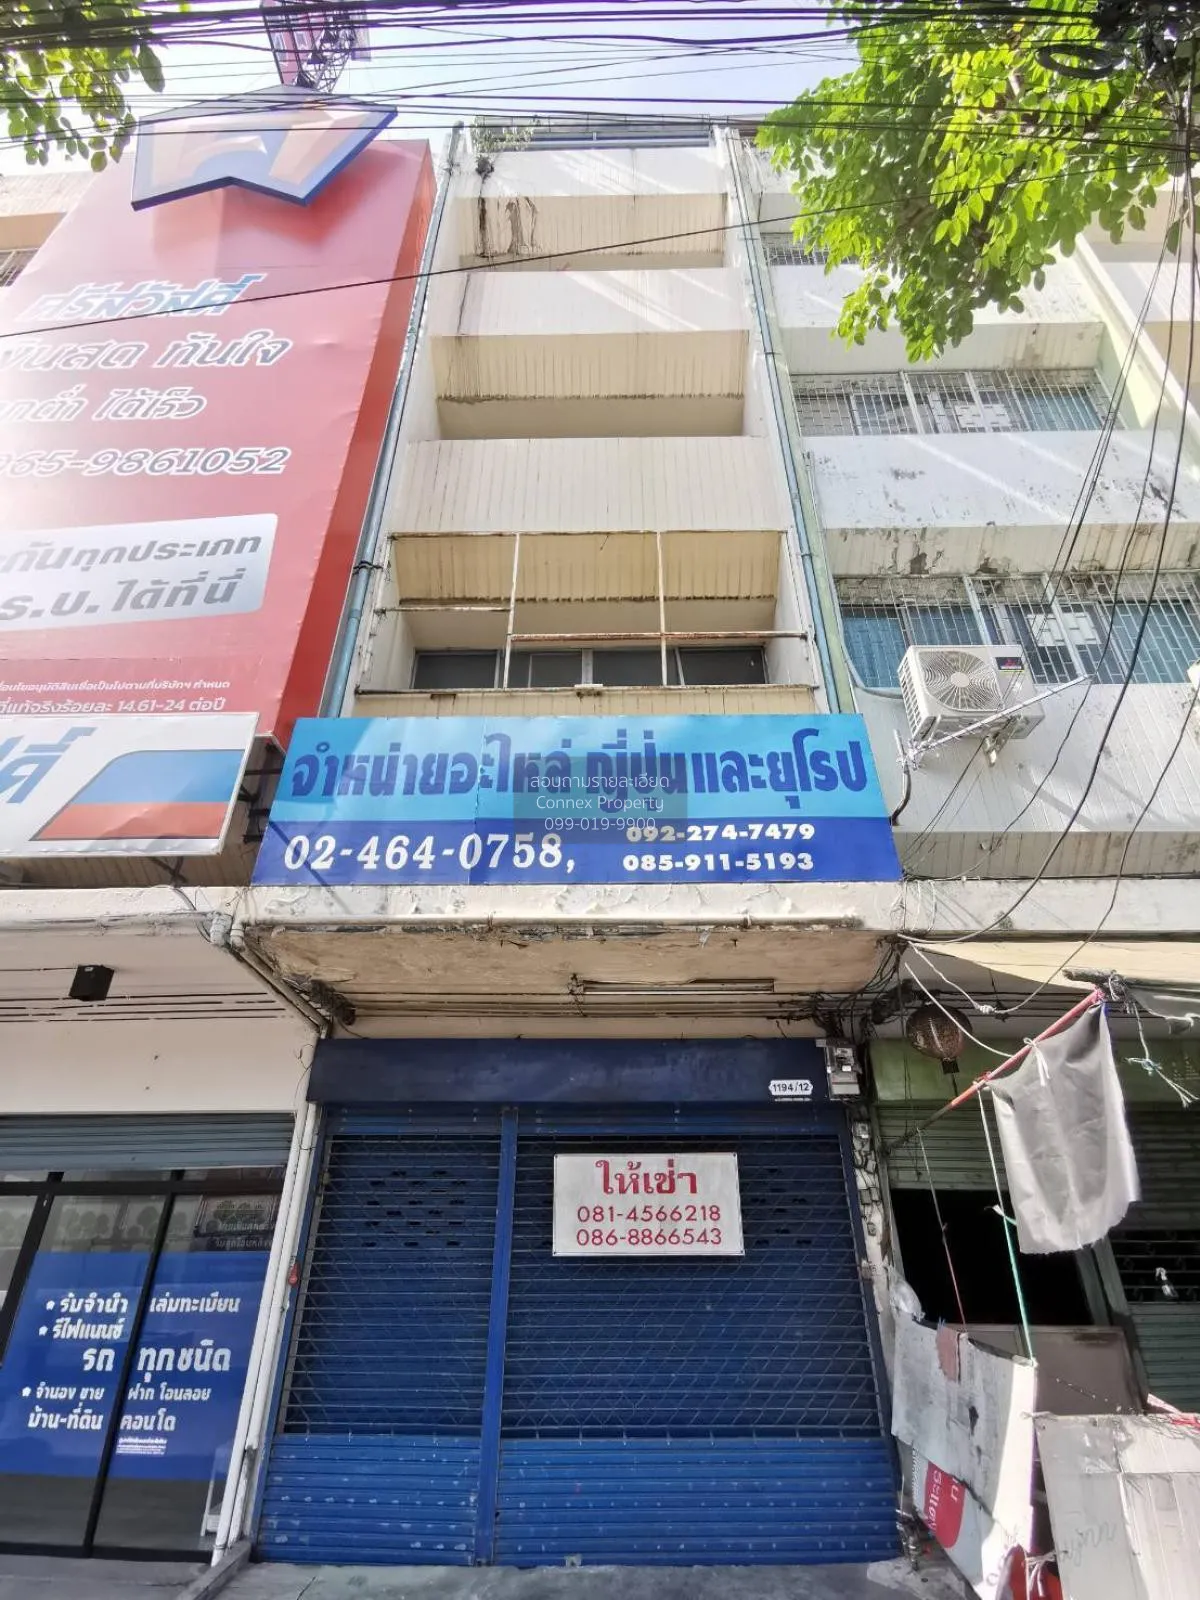 ศรีสวัสดิ์
เงินสด ทันใจ
ได้เร็ว
065-9861052
ทุกประเภท
ร.บ. ได้ที่นี่
14.61-24 ต่อปี
จำหน่ายอะไหล่ ญี่ปุ่นและยุโรป
02-464-0758,
092-274-7479
085-911-5193
สอบถามรายละเอียด
Connex Property
099-019-9900
1194/12
ให้เช่า
081-4566218
086-8866543
* รับจำนำ เล่มทะเบียน
* รีไฟแนนซ์
รถ ทุกชนิด
* จำนอง ขาย ฝาก โอนลอย
บ้าน-ที่ดิน คอนโด